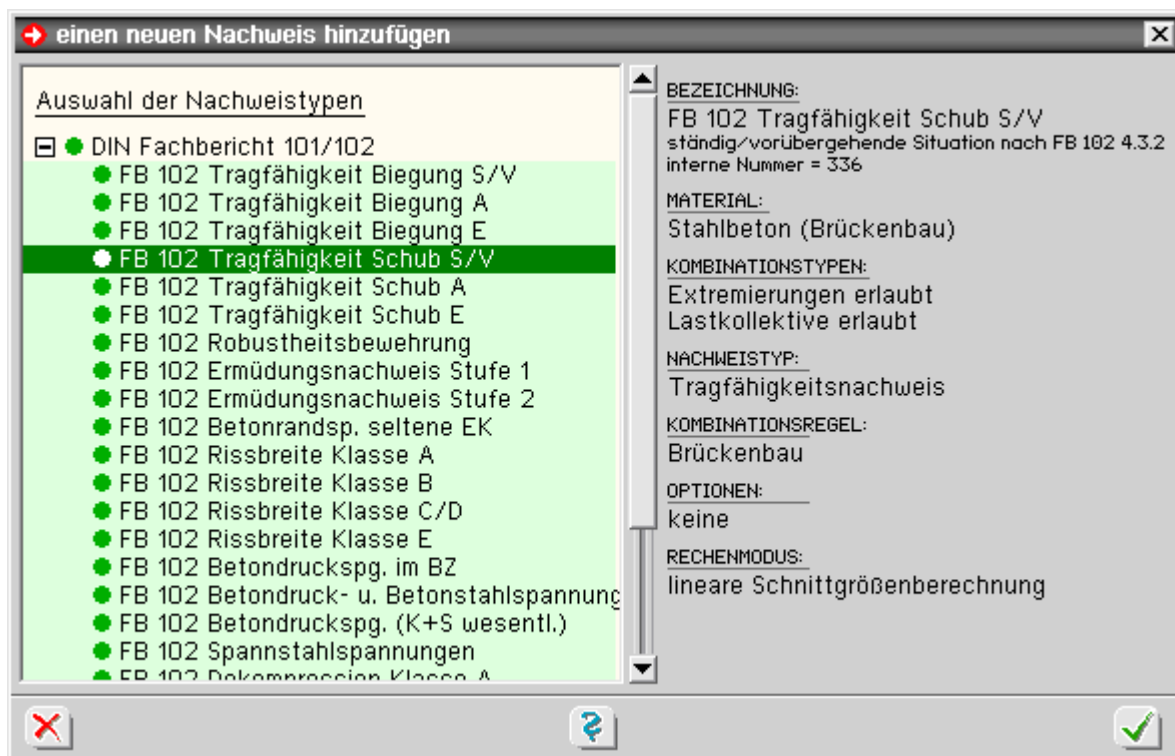 einen neuen Nachweis hinzufügen
Auswahl der Nachweistypen
DIN Fachbericht 101/102
FB 102 Tragfähigkeit Biegung S/V
FB 102 Tragfähigkeit Biegung A
FB 102 Tragfähigkeit Biegung E
FB 102 Tragfähigkeit Schub S/V
FB 102 Tragfähigkeit Schub A
FB 102 Tragfähigkeit Schub E
FB 102 Robustheitsbewehrung
FB 102 Ermüdungsnachweis Stufe 1
FB 102 Ermüdungsnachweis Stufe 2
FB 102 Betonrandsp. seltene EK
FB 102 Rissbreite Klasse A
FB 102 Rissbreite Klasse B
FB 102 Rissbreite Klasse C/D
FB 102 Rissbreite Klasse E
FB 102 Betondruckspg. im BZ
FB 102 Betondruck- u. Betonstahlspannung
FB 102 Betondruckspg. (K+S wesentl.)
FB 102 Spannstahlspannungen
FB 102 Dekompression Klasse A
BEZEICHNUNG:
FB 102 Tragfähigkeit Schub S/V
ständig/vorübergehende Situation nach FB 102 4.3.2
interne Nummer = 336
MATERIAL:
Stahlbeton (Brückenbau)
KOMBINATIONSTYPEN:
Extremierungen erlaubt
Lastkollektive erlaubt
NACHWEISTYP:
Tragfähigkeitsnachweis
KOMBINATIONSREGEL:
Brückenbau
OPTIONEN:
keine
RECHENMODUS:
lineare Schnittgrößenberechnung